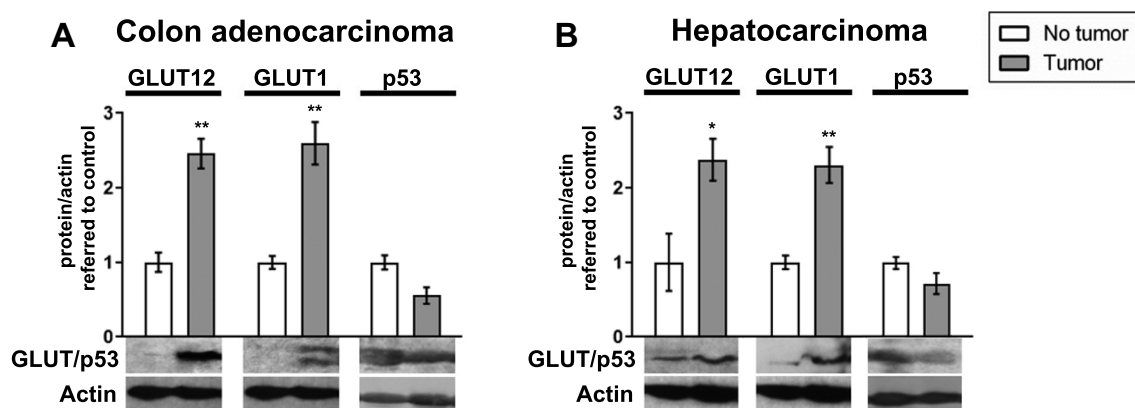 A Colon adenocarcinoma
GLUT12 GLUT1 p53
protein/actin
referred to control
3
2
1
0
** **
GLUT/p53
Actin
B Hepatocarcinoma
GLUT12 GLUT1 p53
protein/actin
referred to control
3
2
1
0
* **
GLUT/p53
Actin
No tumor
Tumor